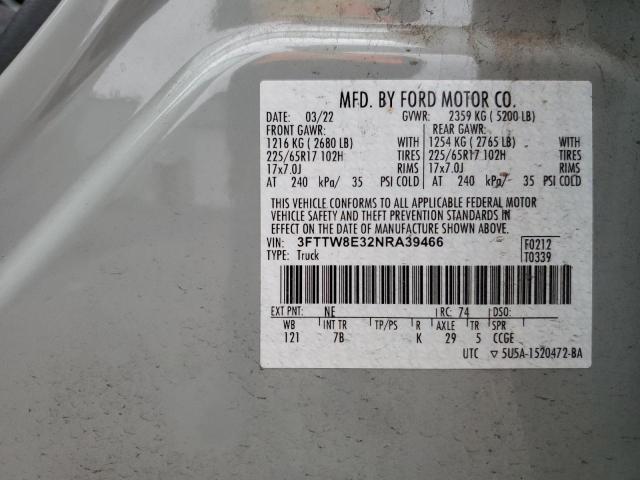 MFD. BY FORD MOTOR CO.
DATE: 03/22 GVWR: 2359 KG ( 5200 LB)
FRONT GAWR: REAR GAWR:
1216 KG ( 2680 LB) WITH 1254 KG ( 2765 LB) WITH
225/65R17 102H TIRES 225/65R17 102H TIRES
17x7.0J RIMS 17x7.0J RIMS
AT 240 kPa/ 35 PSI COLD AT 240 kPa/ 35 PSI COLD
THIS VEHICLE CONFORMS TO ALL APPLICABLE FEDERAL MOTOR
VEHICLE SAFETY AND THEFT PREVENTION STANDARDS IN
EFFECT ON THE DATE OF MANUFACTURE SHOWN ABOVE.
VIN: 3FTTW8E32NRA39466 F0212
TYPE: Truck T0339
EXT PNT: NE RC: 74 DSO:
WB INT TR TP/PS R AXLE TR SPR
121 7B K 29 5 CCGE
UTC ▽ 5U5A-1520472-BA